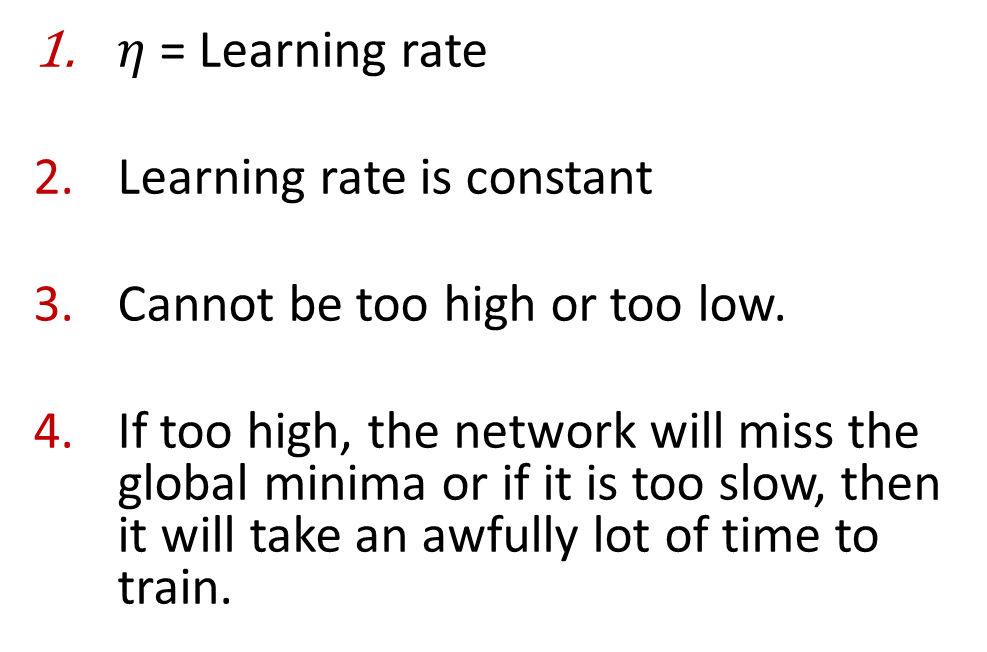 1. η = Learning rate
2. Learning rate is constant
3. Cannot be too high or too low.
4. If too high, the network will miss the
global minima or if it is too slow, then
it will take an awfully lot of time to
train.